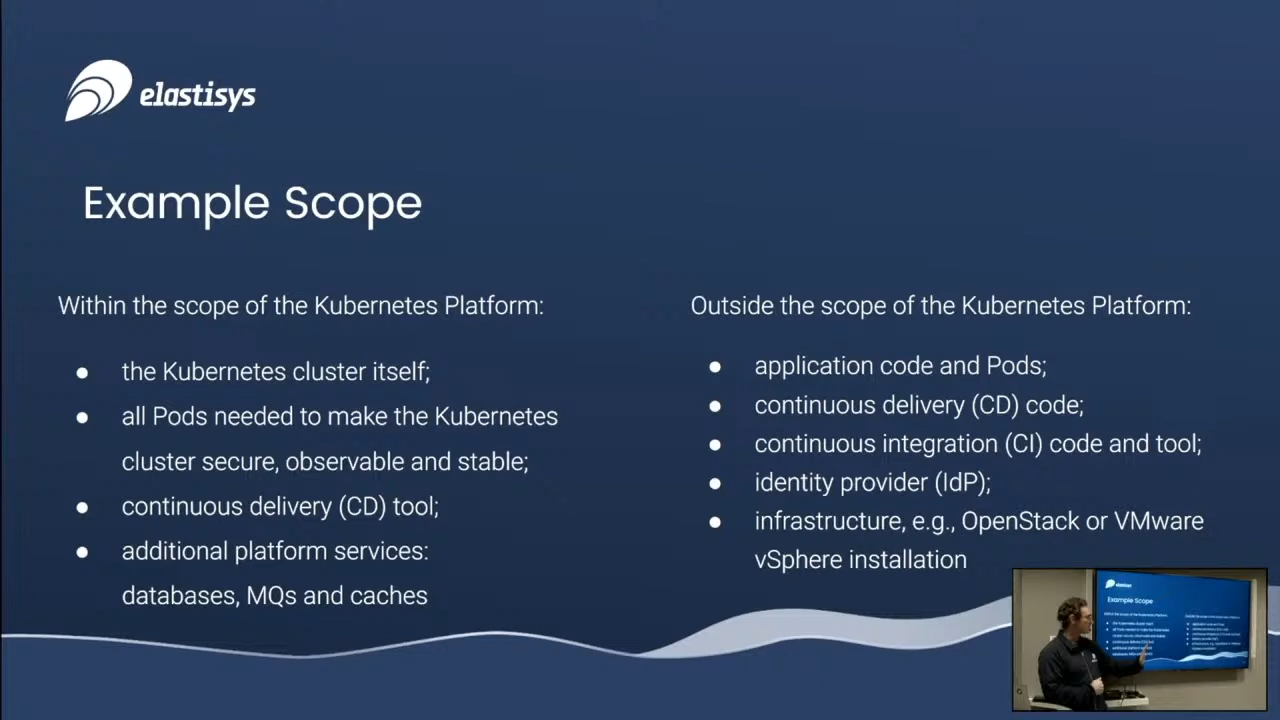 elastisys
Example Scope
Within the scope of the Kubernetes Platform:
● the Kubernetes cluster itself;
● all Pods needed to make the Kubernetes
cluster secure, observable and stable;
● continuous delivery (CD) tool;
● additional platform services:
databases, MQs and caches
Outside the scope of the Kubernetes Platform:
● application code and Pods;
● continuous delivery (CD) code;
● continuous integration (CI) code and tool;
● identity provider (IdP);
● infrastructure, e.g., OpenStack or VMware
vSphere installation
elastisys
Example Scope